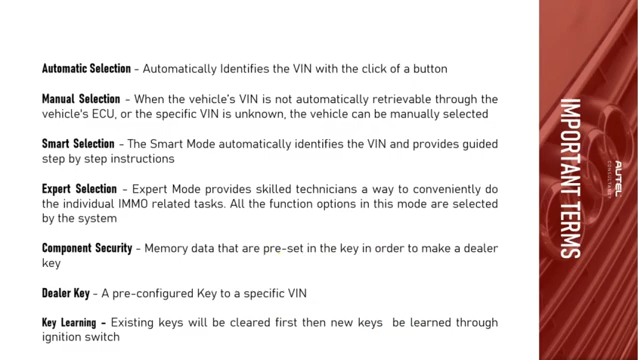 Automatic Selection - Automatically Identifies the VIN with the click of a button
Manual Selection - When the vehicle's VIN is not automatically retrievable through the
vehicle's ECU, or the specific VIN is unknown, the vehicle can be manually selected
Smart Selection - The Smart Mode automatically identifies the VIN and provides guided
step by step instructions
Expert Selection - Expert Mode provides skilled technicians a way to conveniently do
the individual IMMO related tasks. All the function options in this mode are selected
by the system
Component Security - Memory data that are pre-set in the key in order to make a dealer
key
Dealer Key - A pre-configured Key to a specific VIN
Key Learning - Existing keys will be cleared first then new keys be learned through
ignition switch
IMPORTANT TERMS
AUTEL
CONSULTANCY